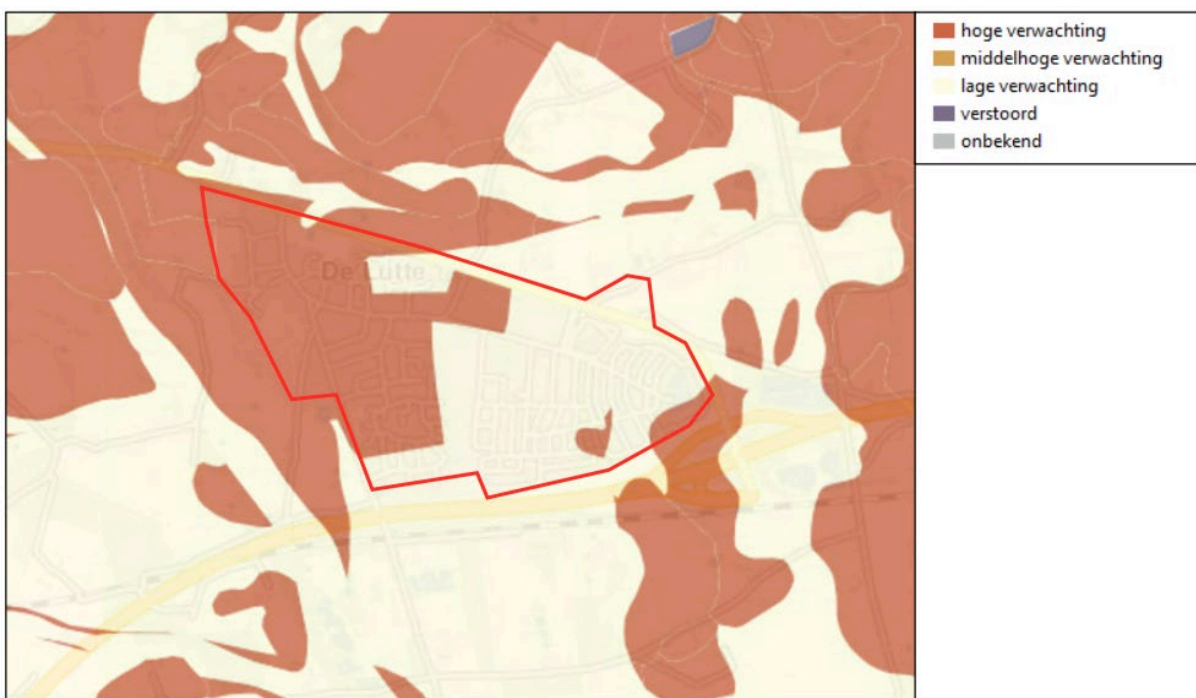 hoge verwachting
middelhoge verwachting
lage verwachting
verstoord
onbekend
De Lutte